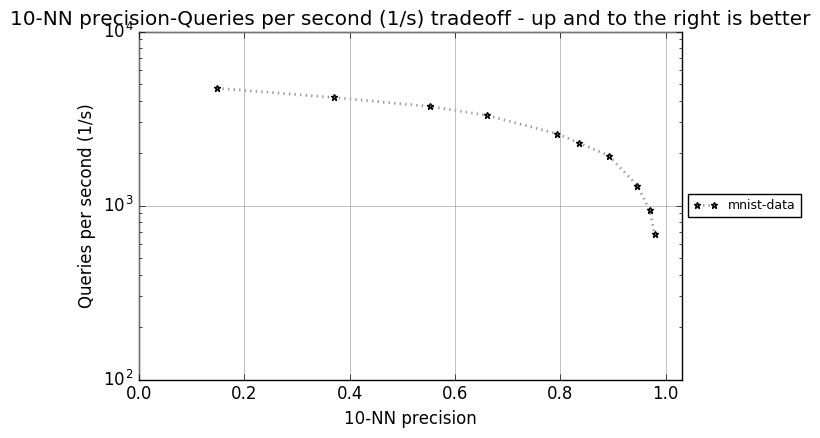 10-NN precision-Queries per second (1/s) tradeoff - up and to the right is better
10^4
10^3
10^2
Queries per second (1/s)
mnist-data
0.0 0.2 0.4 0.6 0.8 1.0
10-NN precision